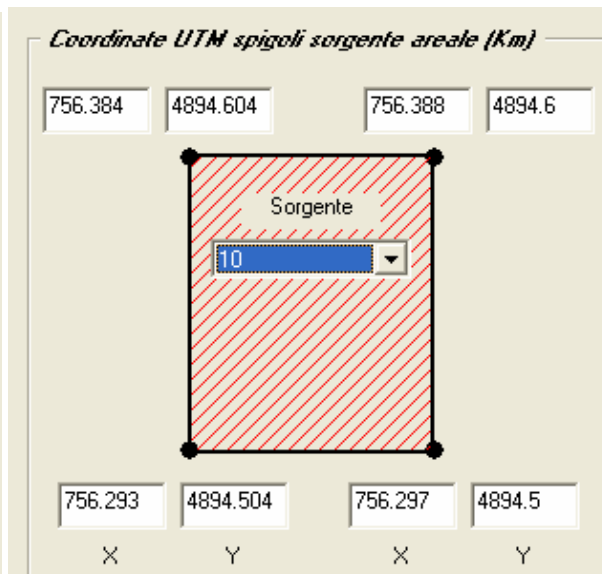 Coordinate UTM spigoli sorgente areale (Km)
756.384 4894.604 756.388 4894.6
Sorgente
10
756.293 4894.504 756.297 4894.5
X Y X Y